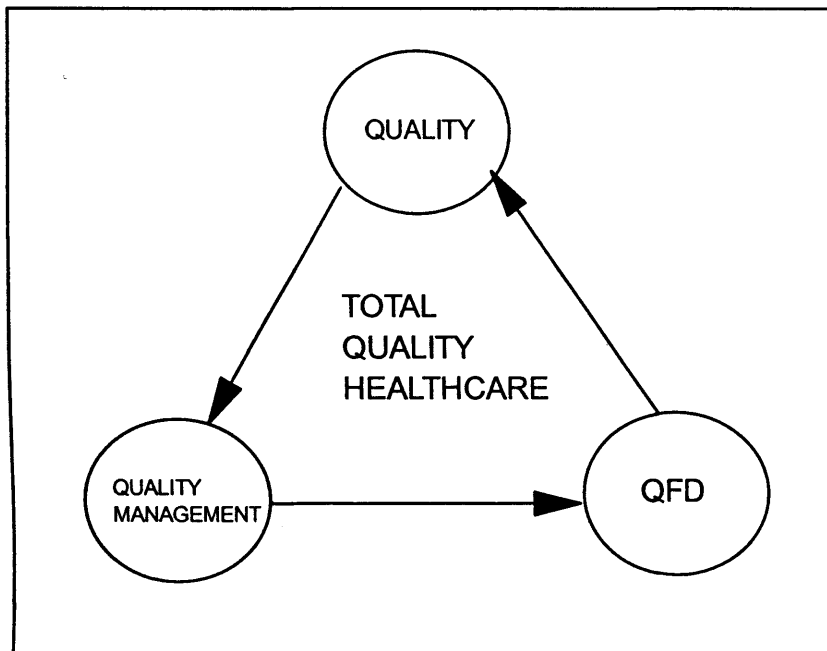 QUALITY
TOTAL
QUALITY
HEALTHCARE
QUALITY
MANAGEMENT
QFD